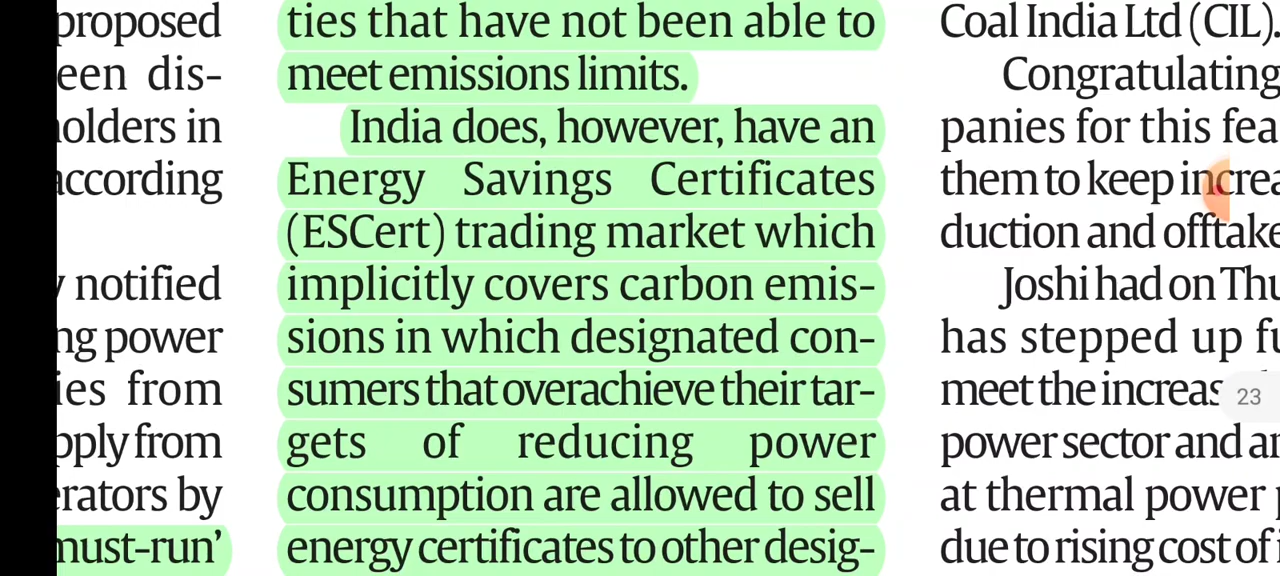 proposed
een dis-
holders in
according
notified
ng power
ies from
pply from
erators by
must-run'
ties that have not been able to
meet emissions limits.
India does, however, have an
Energy Savings Certificates
(ESCert) trading market which
implicitly covers carbon emis-
sions in which designated con-
sumers that overachieve their tar-
gets of reducing power
consumption are allowed to sell
energy certificates to other desig-
Coal India Ltd (CIL).
Congratulating
panies for this fea
them to keep increa
duction and offtake
Joshi had on Thu
has stepped up fu
meet the increas
power sector and an
at thermal power p
due to rising cost of i
23